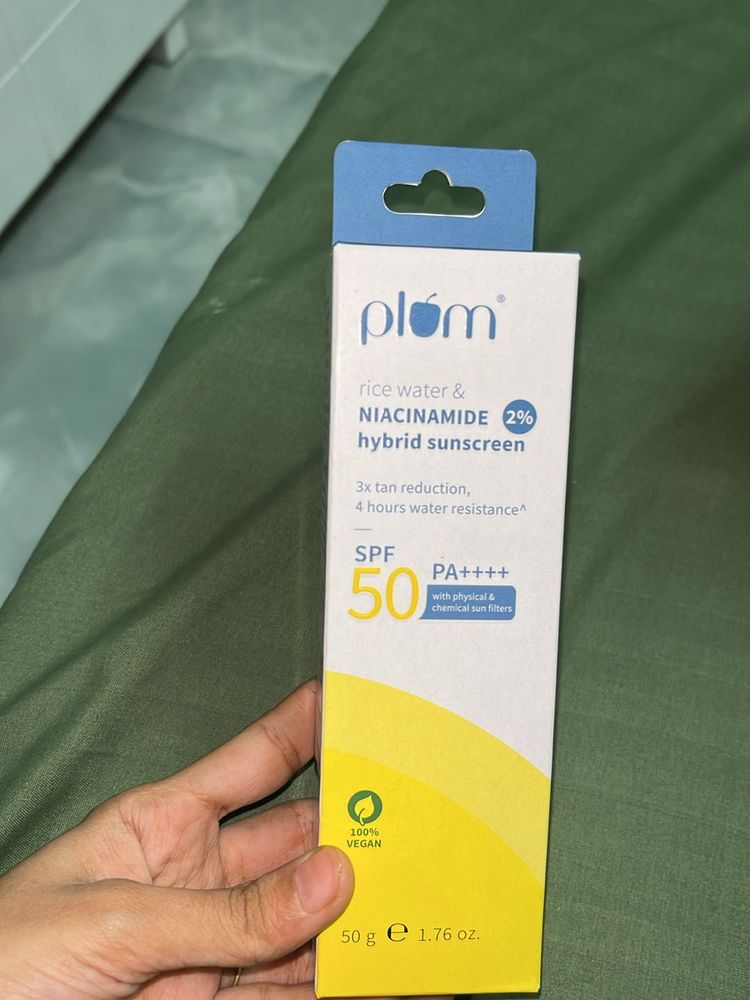 plum®
rice water &
NIACINAMIDE 2%
hybrid sunscreen
3x tan reduction,
4 hours water resistance^
SPF
50 PA++++
with physical &
chemical sun filters
100%
VEGAN
50 g ℮ 1.76 oz.